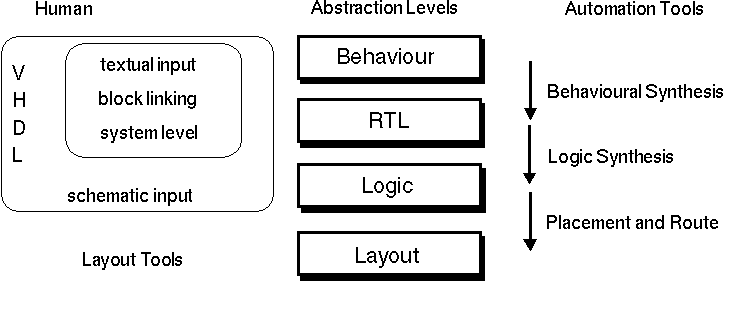 Human
Abstraction Levels
Automation Tools
V
H
D
L
textual input
block linking
system level
schematic input
Layout Tools
Behaviour
RTL
Logic
Layout
Behavioural Synthesis
Logic Synthesis
Placement and Route